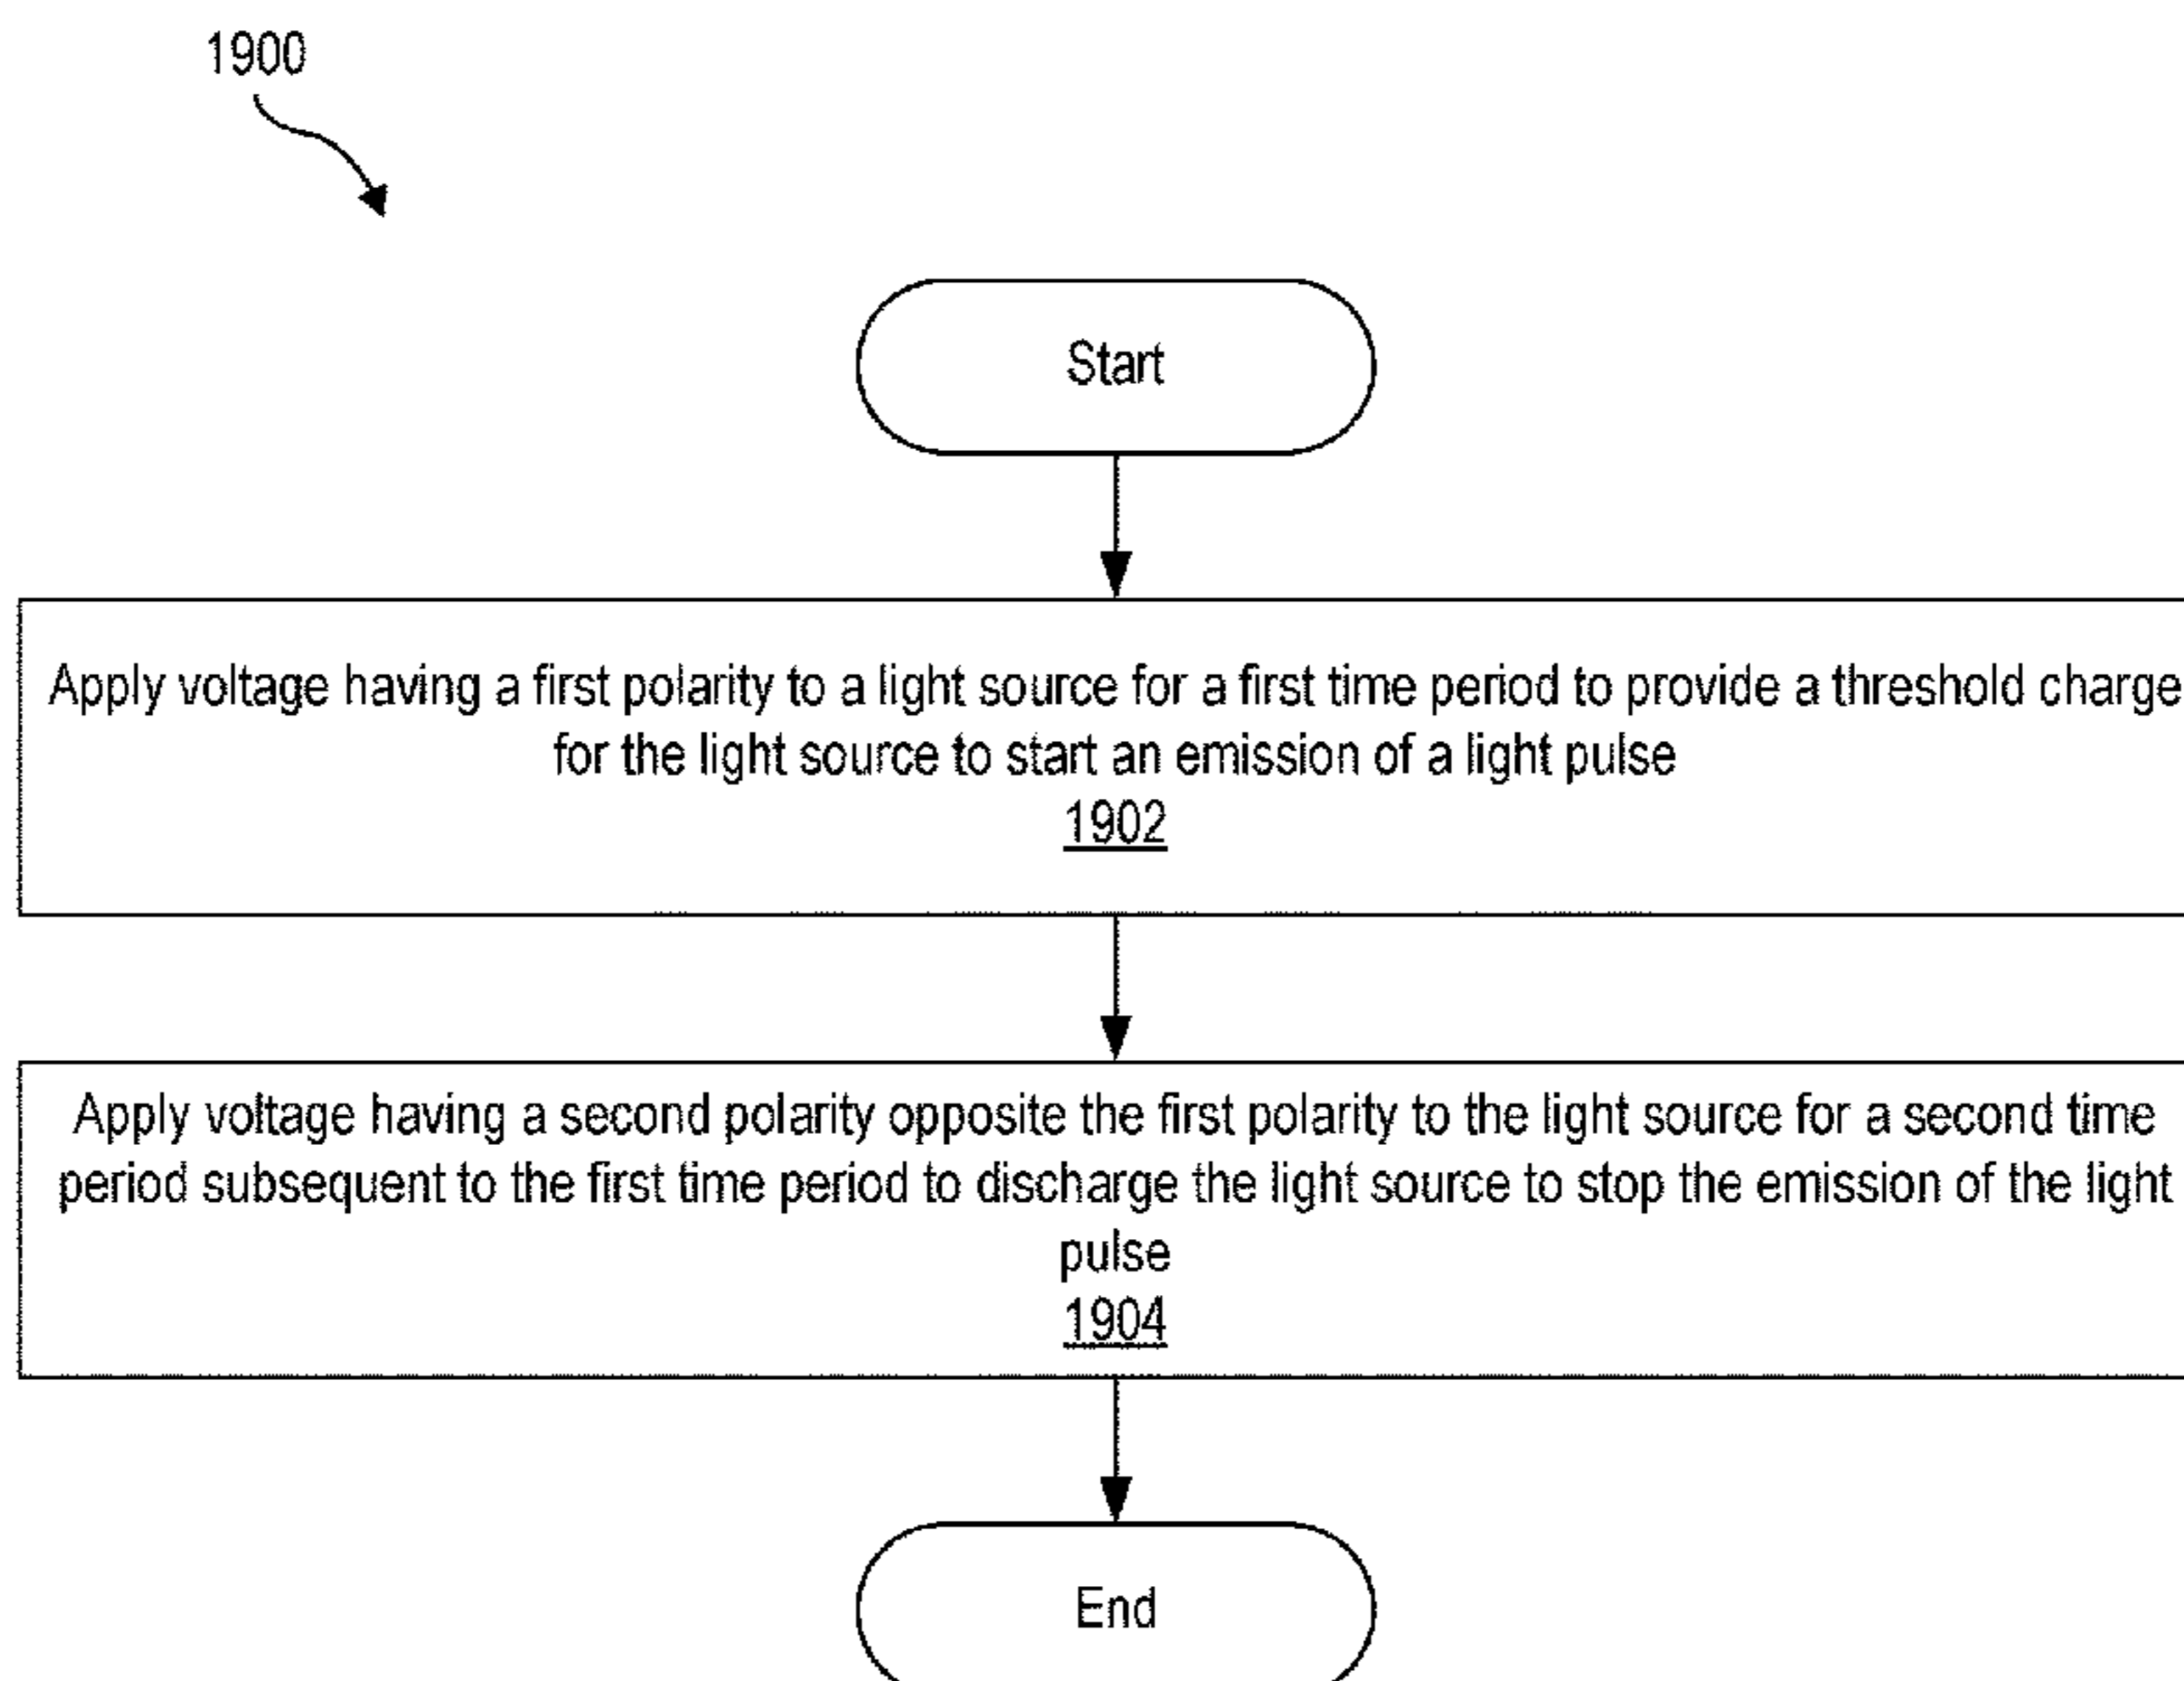 1900
Start
Apply voltage having a first polarity to a light source for a first time period to provide a threshold charge
for the light source to start an emission of a light pulse
1902
Apply voltage having a second polarity opposite the first polarity to the light source for a second time
period subsequent to the first time period to discharge the light source to stop the emission of the light
pulse
1904
End